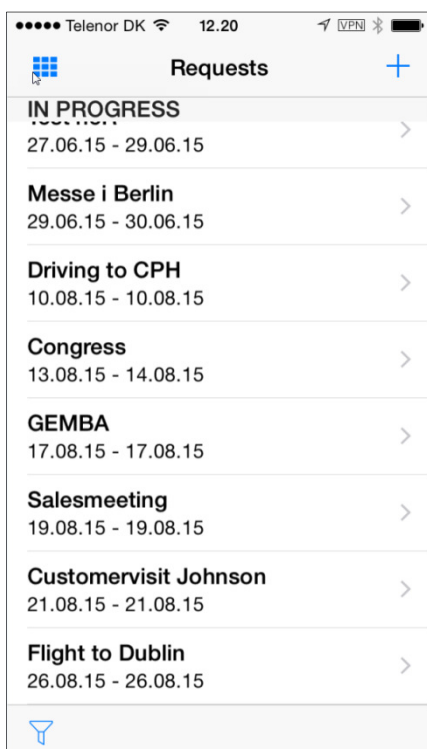 Telenor DK 12.20 VPN
Requests
IN PROGRESS
27.06.15 - 29.06.15
Messe i Berlin
29.06.15 - 30.06.15
Driving to CPH
10.08.15 - 10.08.15
Congress
13.08.15 - 14.08.15
GEMBA
17.08.15 - 17.08.15
Salesmeeting
19.08.15 - 19.08.15
Customervisit Johnson
21.08.15 - 21.08.15
Flight to Dublin
26.08.15 - 26.08.15